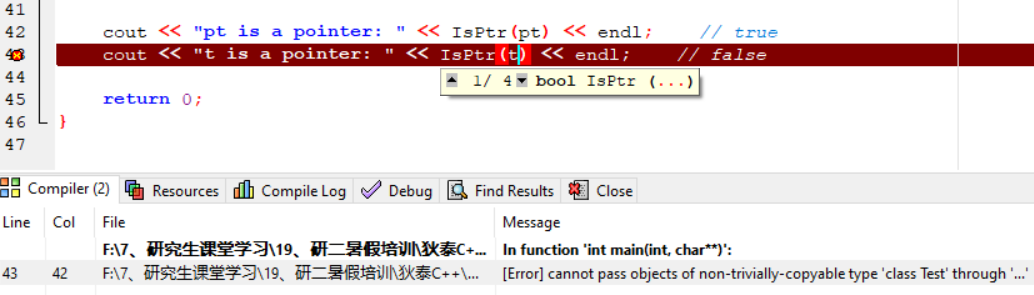 41
42 cout << "pt is a pointer: " << IsPtr(pt) << endl; // true
43 cout << "t is a pointer: " << IsPtr(t) << endl; // false
44 1/ 4 bool IsPtr (...)
45 return 0;
46 }
47
Compiler (2) Resources Compile Log Debug Find Results Close
Line Col File Message
F:\7、研究生课堂学习\19、研二暑假培训\狄泰C+... In function 'int main(int, char**)':
43 42 F:\7、研究生课堂学习\19、研二暑假培训\狄泰C++\... [Error] cannot pass objects of non-trivially-copyable type 'class Test' through '...'